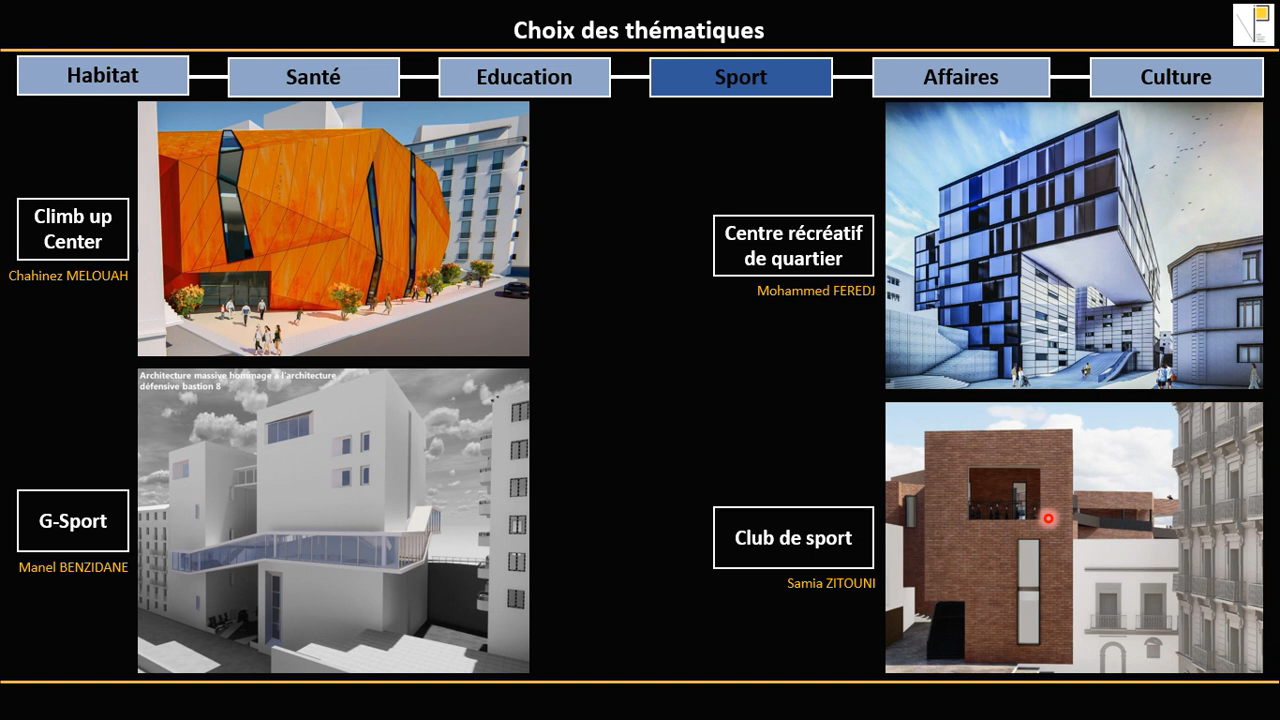 Choix des thématiques
Habitat
Santé
Education
Sport
Affaires
Culture
Climb up
Center
Chahinez MELOUAH
Centre récréatif
de quartier
Mohammed FEREDJ
Architecture massive hommage à l'architecture
défensive bastion 8
G-Sport
Manel BENZIDANE
Club de sport
Samia ZITOUNI